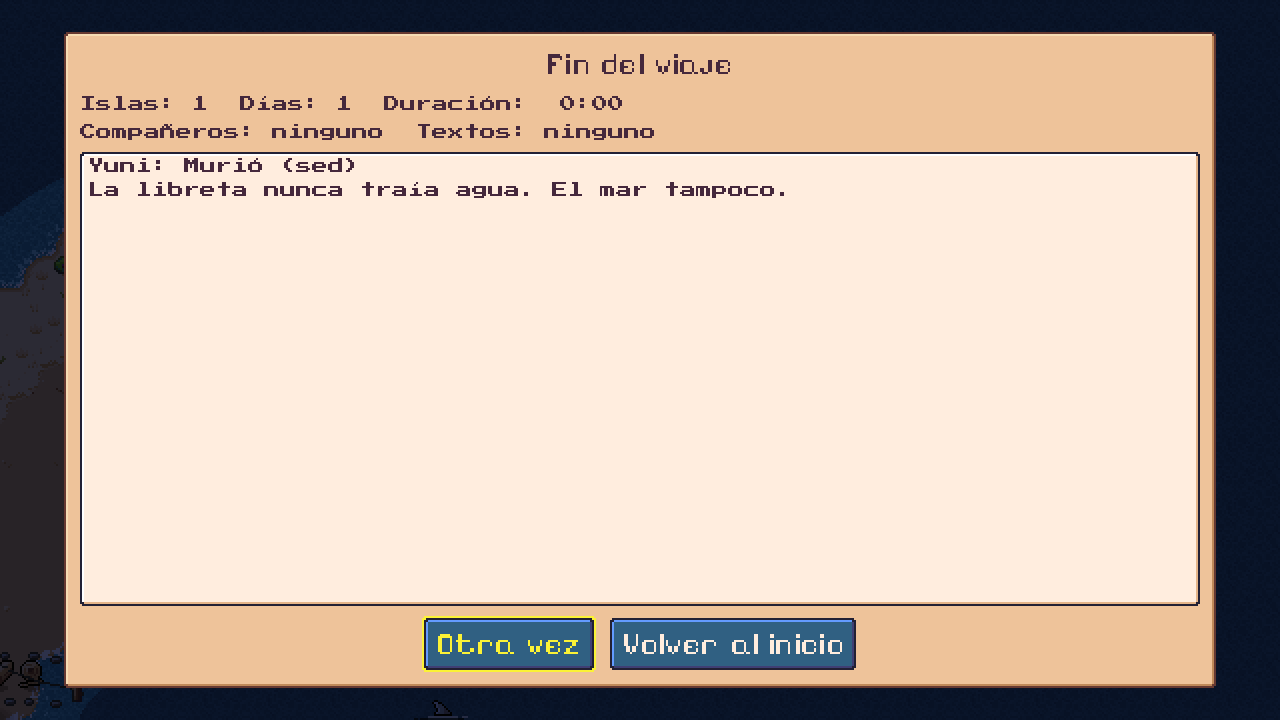 Fin del viaje
Islas: 1 Días: 1 Duración: 0:00
Compañeros: ninguno Textos: ninguno
Yuni: Murió (sed)
La libreta nunca traía agua. El mar tampoco.
Otra vez
Volver al inicio